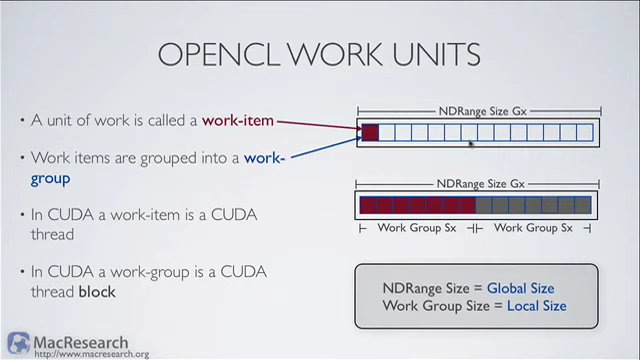 OPENCL WORK UNITS
• A unit of work is called a work-item
• Work items are grouped into a work-
group
• In CUDA a work-item is a CUDA
thread
• In CUDA a work-group is a CUDA
thread block
NDRange Size Gx
NDRange Size Gx
Work Group Sx
Work Group Sx
NDRange Size = Global Size
Work Group Size = Local Size
MacResearch
http://www.macresearch.org